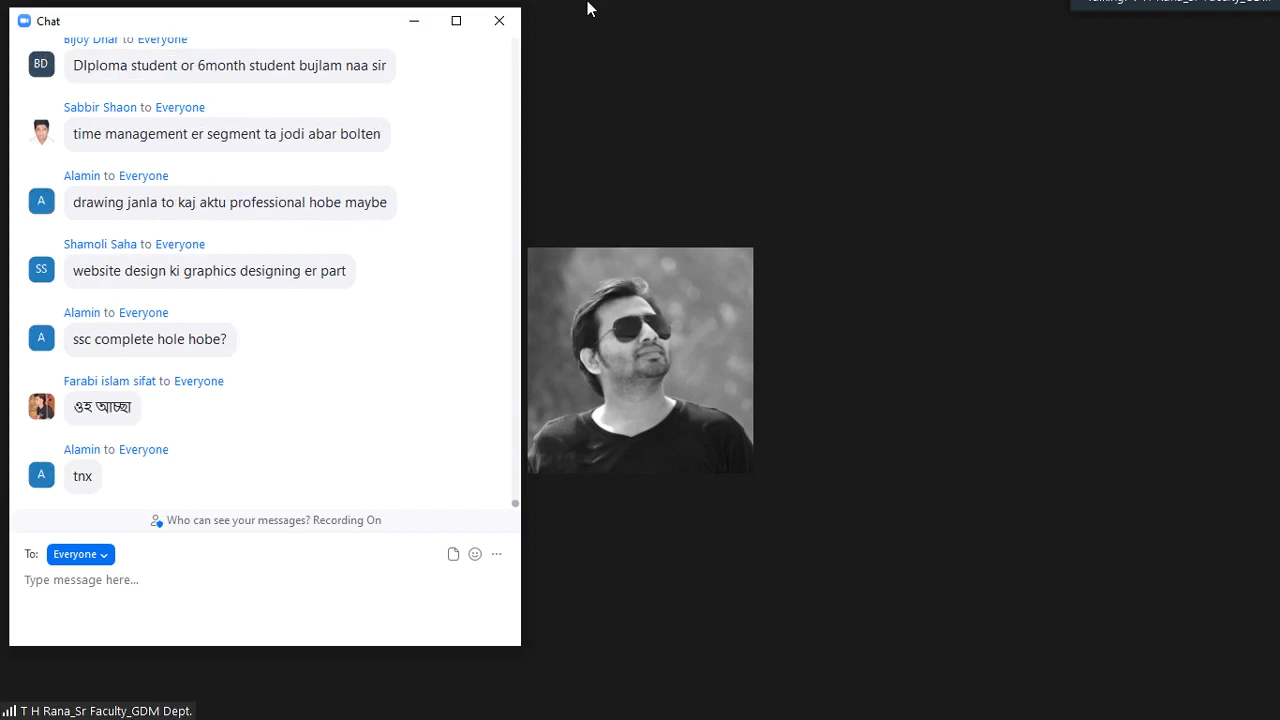 Chat
Bijoy Dhar to Everyone
BD
DIploma student or 6month student bujlam naa sir
Sabbir Shaon to Everyone
time management er segment ta jodi abar bolten
Alamin to Everyone
A
drawing janla to kaj aktu professional hobe maybe
Shamoli Saha to Everyone
SS
website design ki graphics designing er part
Alamin to Everyone
A
ssc complete hole hobe?
Farabi islam sifat to Everyone
ওহ আচ্ছা
Alamin to Everyone
A
tnx
Who can see your messages? Recording On
To: Everyone
Type message here...
T H Rana_Sr Faculty_GDM Dept.